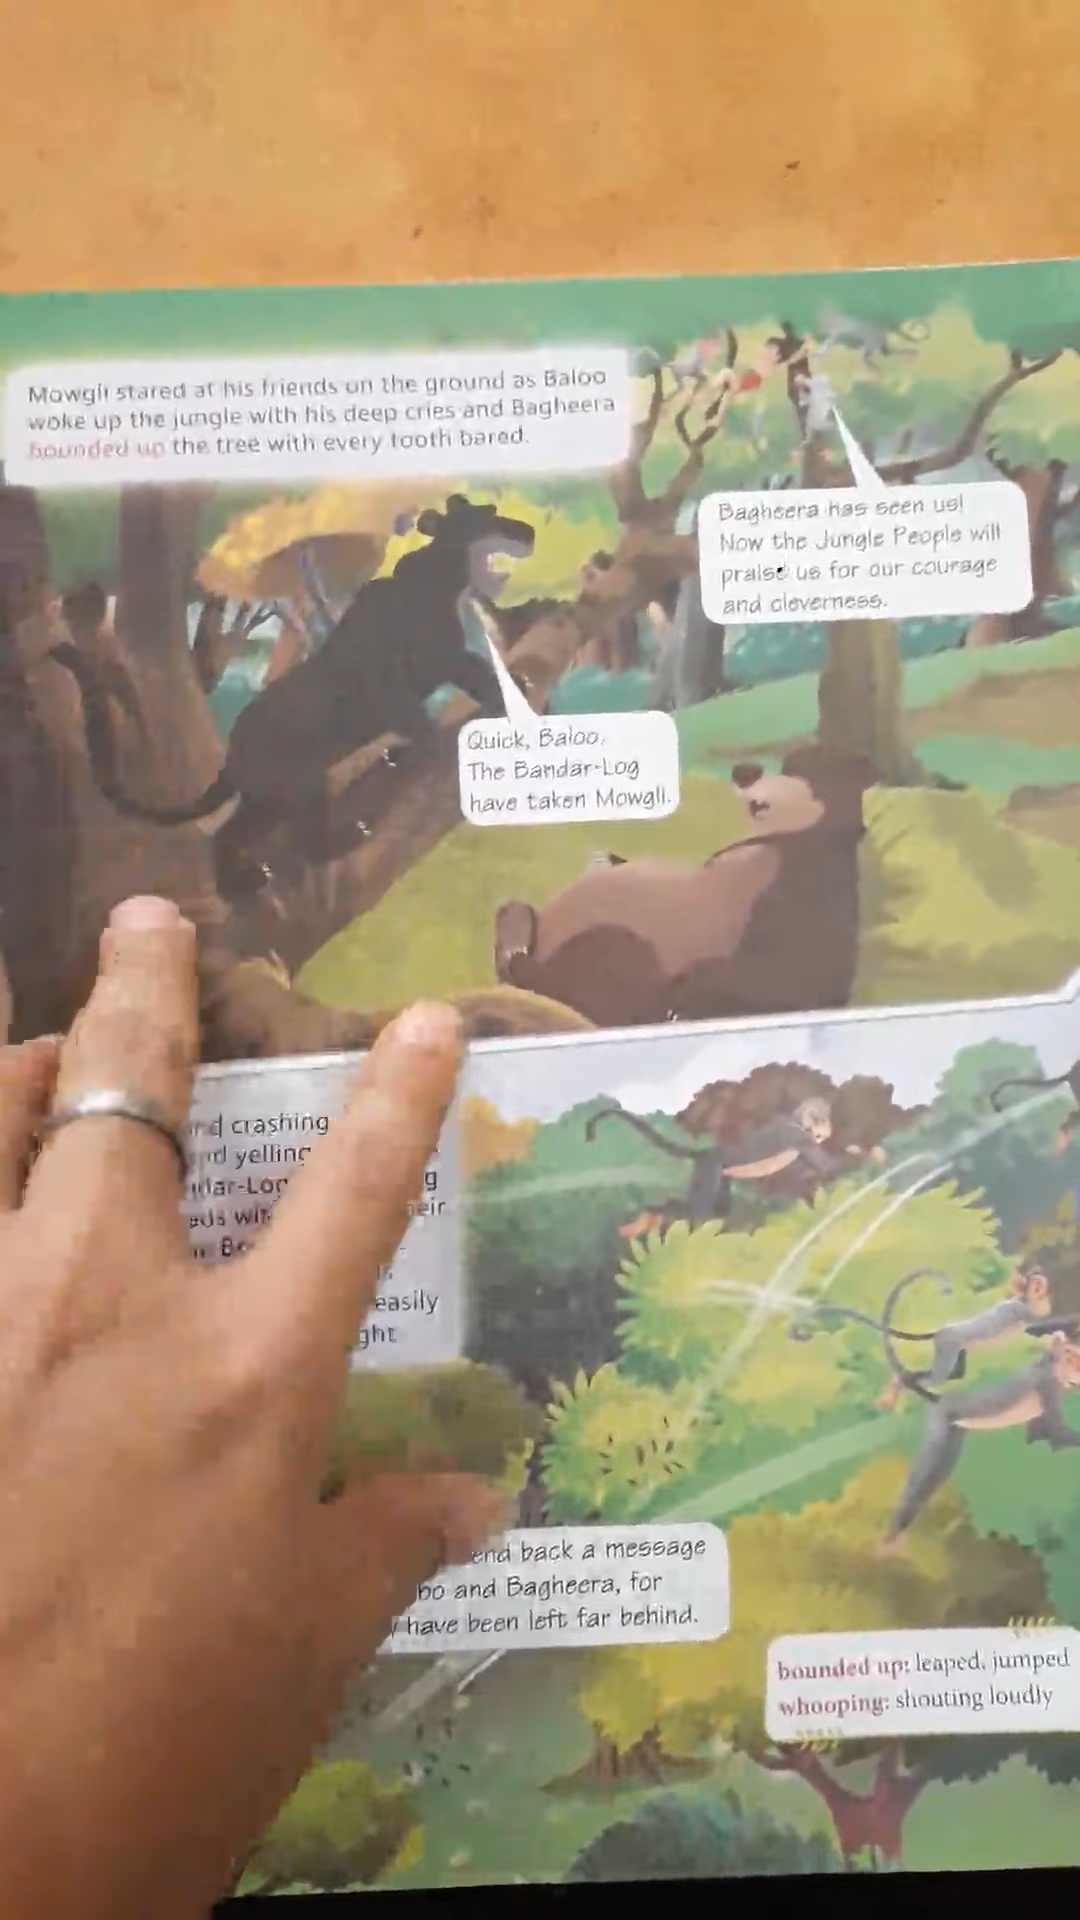 Mowgli stared at his friends on the ground as Baloo
woke up the jungle with his deep cries and Bagheera
bounded up the tree with every tooth bared.
Bagheera has seen us!
Now the Jungle People will
praise us for our courage
and cleverness.
Quick, Baloo.
The Bandar-Log
have taken Mowgli.
crashing
yelling
easily
back a message
and Bagheera, for
have been left far behind.
bounded up: leaped, jumped
whooping: shouting loudly